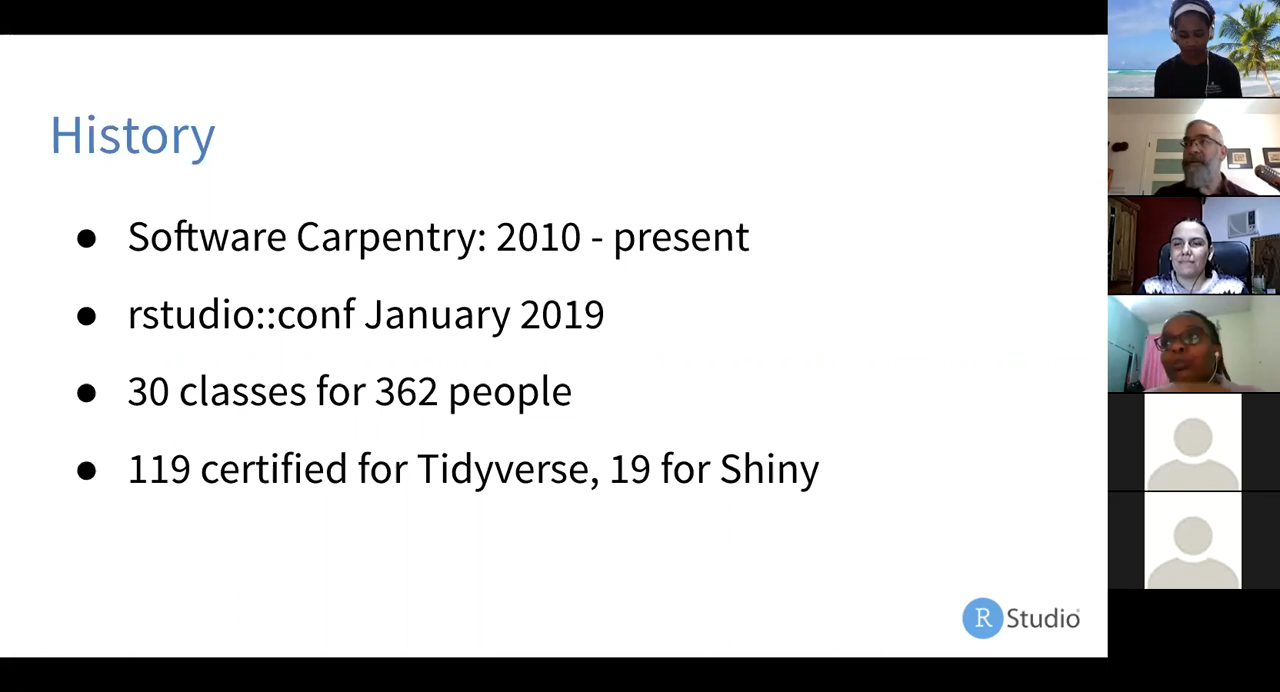 History
● Software Carpentry: 2010 - present
● rstudio::conf January 2019
● 30 classes for 362 people
● 119 certified for Tidyverse, 19 for Shiny
R Studio